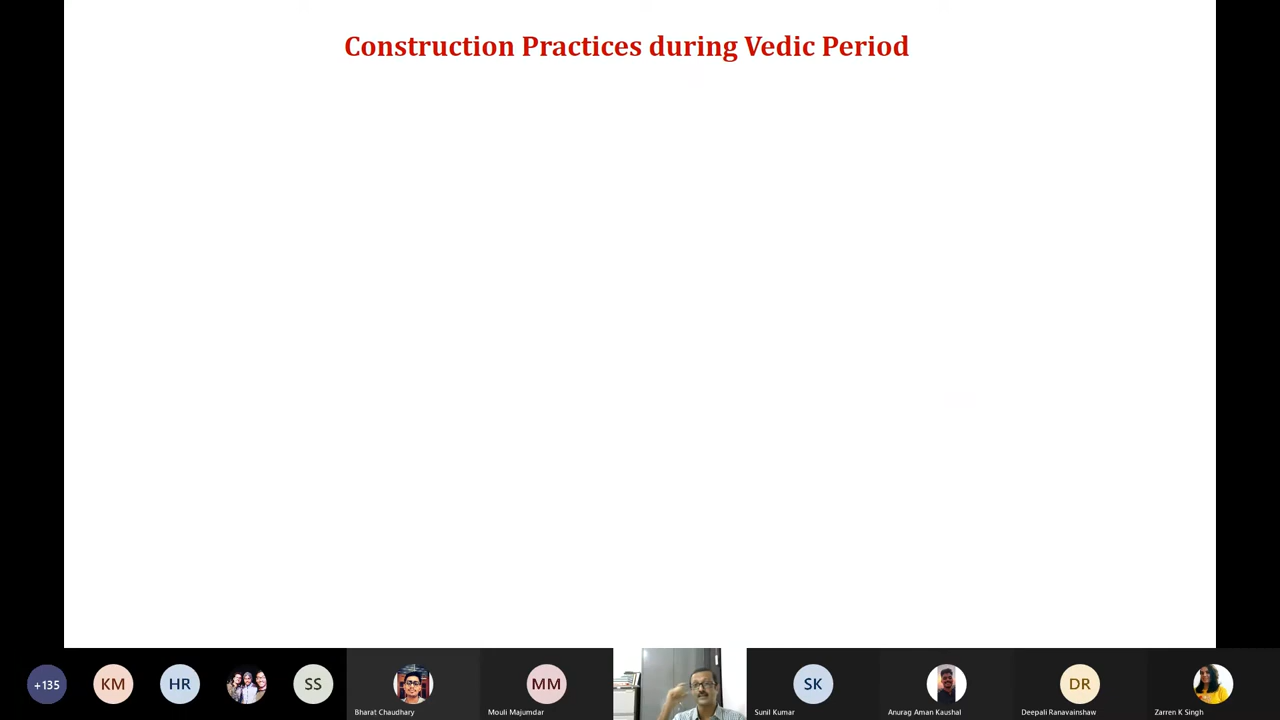 Construction Practices during Vedic Period
+135
KM
HR
SS
Bharat Chaudhary
MM
Mouli Majumdar
SK
Sunil Kumar
Anurag Aman Kaushal
DR
Deepali Ranavainshaw
Zarren K Singh